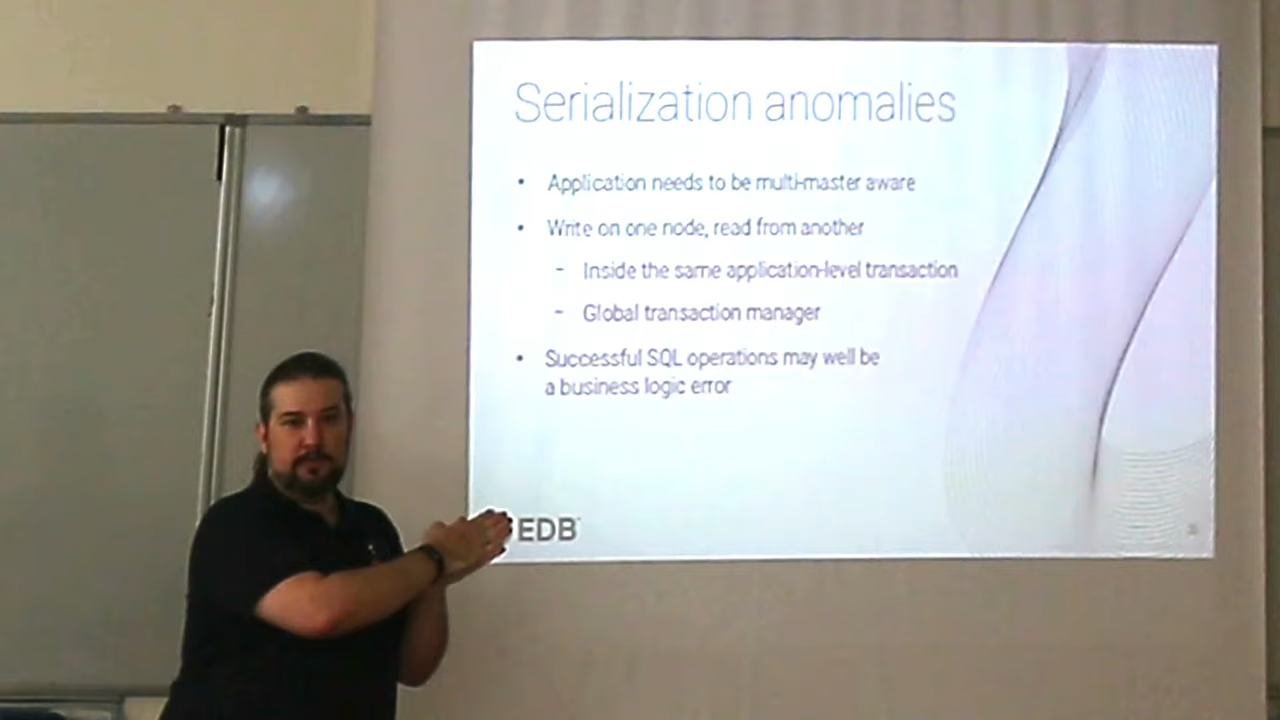 Serialization anomalies
• Application needs to be multi-master aware
• Write on one node, read from another
- Inside the same application-level transaction
- Global transaction manager
• Successful SQL operations may well be
a business logic error
EDB